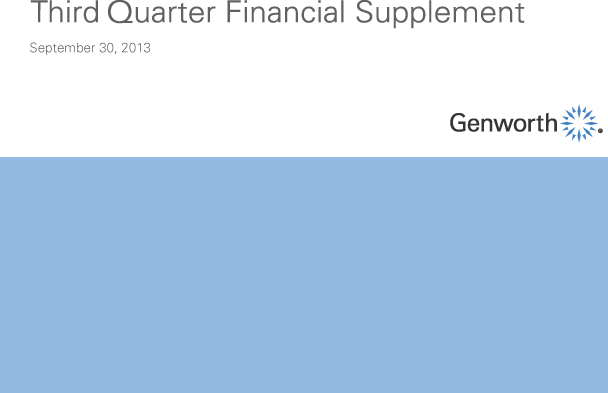 Third Quarter Financial Supplement
September 30, 2013
Genworth